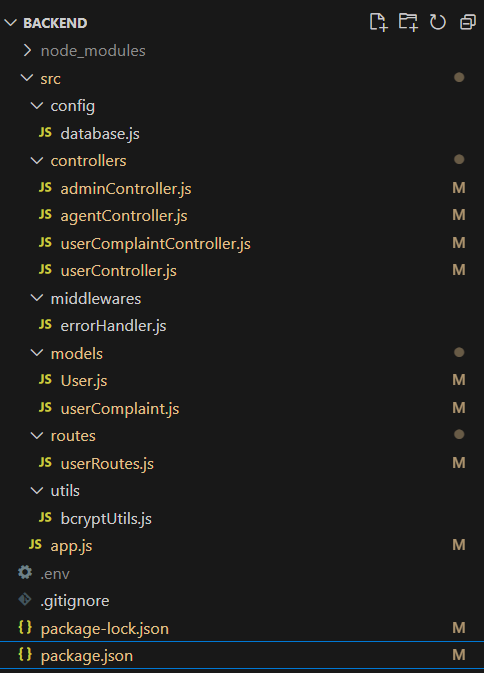 BACKEND
node_modules
src
config
JS database.js
controllers
JS adminController.js M
JS agentController.js M
JS userComplaintController.js M
JS userController.js M
middlewares
JS errorHandler.js
models
JS User.js M
JS userComplaint.js M
routes
JS userRoutes.js M
utils
JS bcryptUtils.js
JS app.js M
.env
.gitignore
{} package-lock.json M
{} package.json M